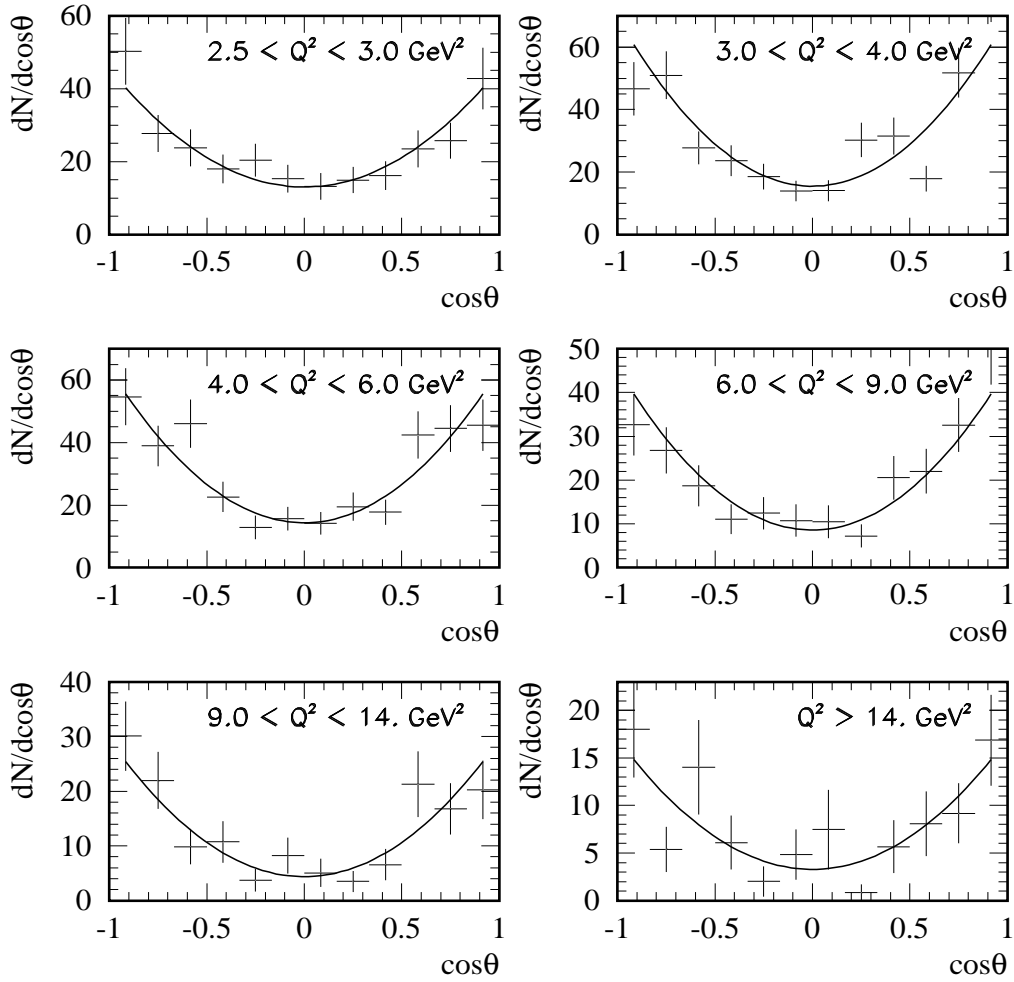 dN/dcosθ
60
40
20
0
2.5 < Q² < 3.0 GeV²
-1 -0.5 0 0.5 1
cosθ
dN/dcosθ
60
40
20
0
3.0 < Q² < 4.0 GeV²
-1 -0.5 0 0.5 1
cosθ
dN/dcosθ
60
40
20
0
4.0 < Q² < 6.0 GeV²
-1 -0.5 0 0.5 1
cosθ
dN/dcosθ
50
40
30
20
10
0
6.0 < Q² < 9.0 GeV²
-1 -0.5 0 0.5 1
cosθ
dN/dcosθ
40
30
20
10
0
9.0 < Q² < 14. GeV²
-1 -0.5 0 0.5 1
cosθ
dN/dcosθ
20
15
10
5
0
Q² > 14. GeV²
-1 -0.5 0 0.5 1
cosθ